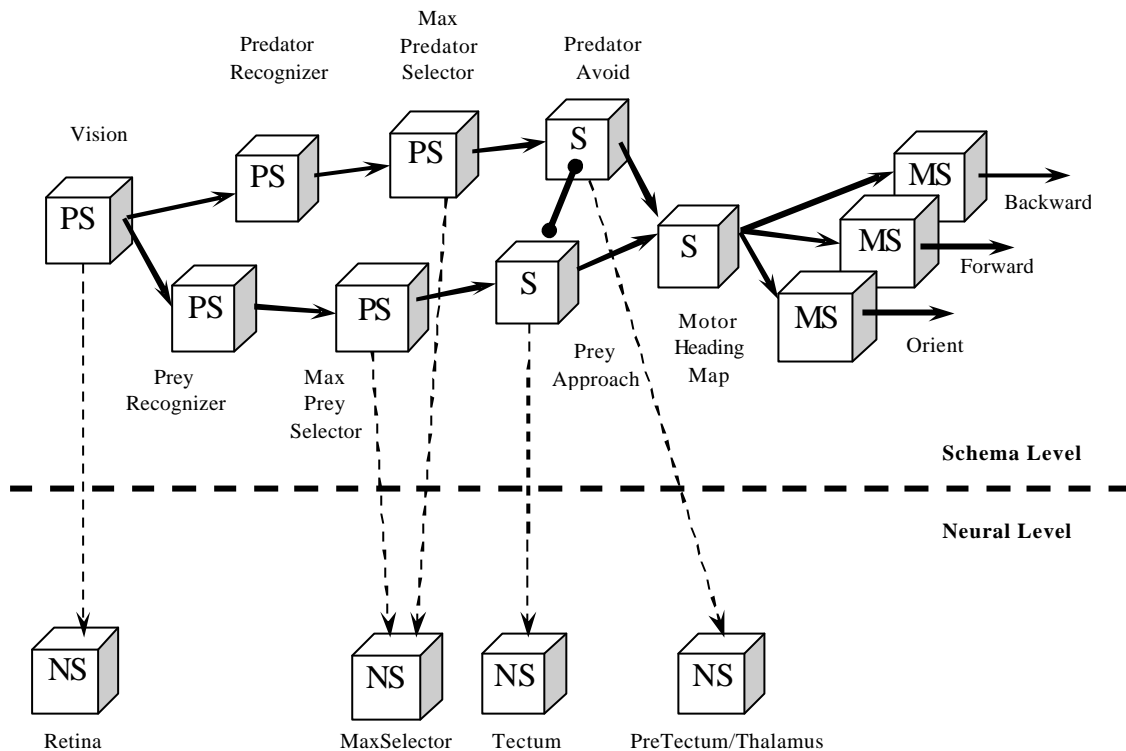 Vision
PS
Predator
Recognizer
PS
Max
Predator
Selector
PS
Predator
Avoid
S
PS
Prey
Recognizer
PS
Max
Prey
Selector
S
Prey
Approach
S
Motor
Heading
Map
MS
Backward
MS
Forward
MS
Orient
Schema Level
Neural Level
NS
Retina
NS
MaxSelector
NS
Tectum
NS
PreTectum/Thalamus